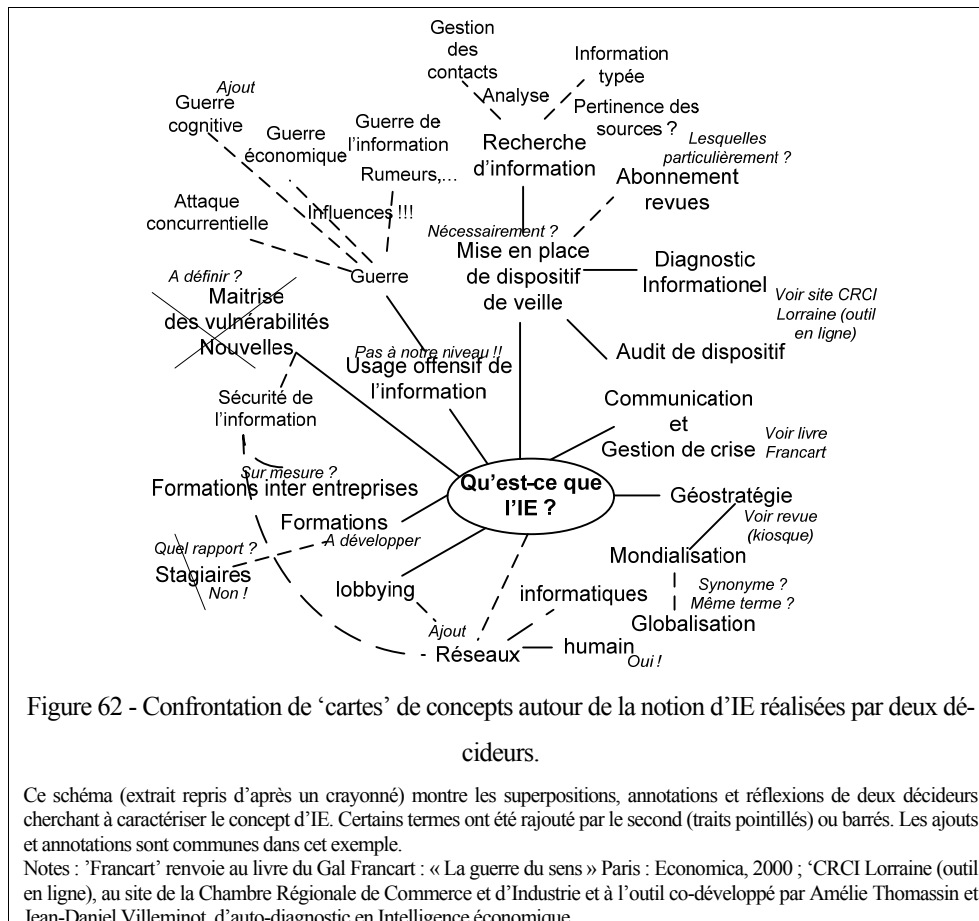 Gestion
des
contacts
Information
typée
Analyse
Ajout
Guerre
cognitive
Guerre
économique
Guerre de
l'information
Pertinence des
sources ?
Recherche
d'information
Lesquelles
particulièrement ?
Rumeurs,...
Abonnement
revues
Attaque
concurrentielle
Influences !!!
Nécessairement ?
Mise en place
de dispositif
de veille
Guerre
Diagnostic
Informationel
A définir ?
Maitrise
des vulnérabilités
Nouvelles
Voir site CRCI
Lorraine (outil
en ligne)
Pas à notre niveau !!
Usage offensif de
l'information
Audit de dispositif
Sécurité de
l'information
Communication
et
Gestion de crise
Voir livre
Francart
Sur mesure ?
Formations inter entreprises
Qu'est-ce que
l'IE ?
Géostratégie
Formations
A développer
Voir revue
(kiosque)
Quel rapport ?
Stagiaires
Non !
Mondialisation
lobbying
informatiques
Synonyme ?
Même terme ?
Globalisation
Ajout
Réseaux
humain
Oui !
Figure 62 - Confrontation de ‘cartes’ de concepts autour de la notion d’IE réalisées par deux dé-
cideurs.
Ce schéma (extrait repris d’après un crayonné) montre les superpositions, annotations et réflexions de deux décideurs
cherchant à caractériser le concept d’IE. Certains termes ont été rajouté par le second (traits pointillés) ou barrés. Les ajouts
et annotations sont communes dans cet exemple.
Notes : ’Francart’ renvoie au livre du Gal Francart : « La guerre du sens » Paris : Economica, 2000 ; ‘CRCI Lorraine (outil
en ligne), au site de la Chambre Régionale de Commerce et d’Industrie et à l’outil co-développé par Amélie Thomassin et
Jean-Daniel Villeminot, d’auto-diagnostic en Intelligence économique.